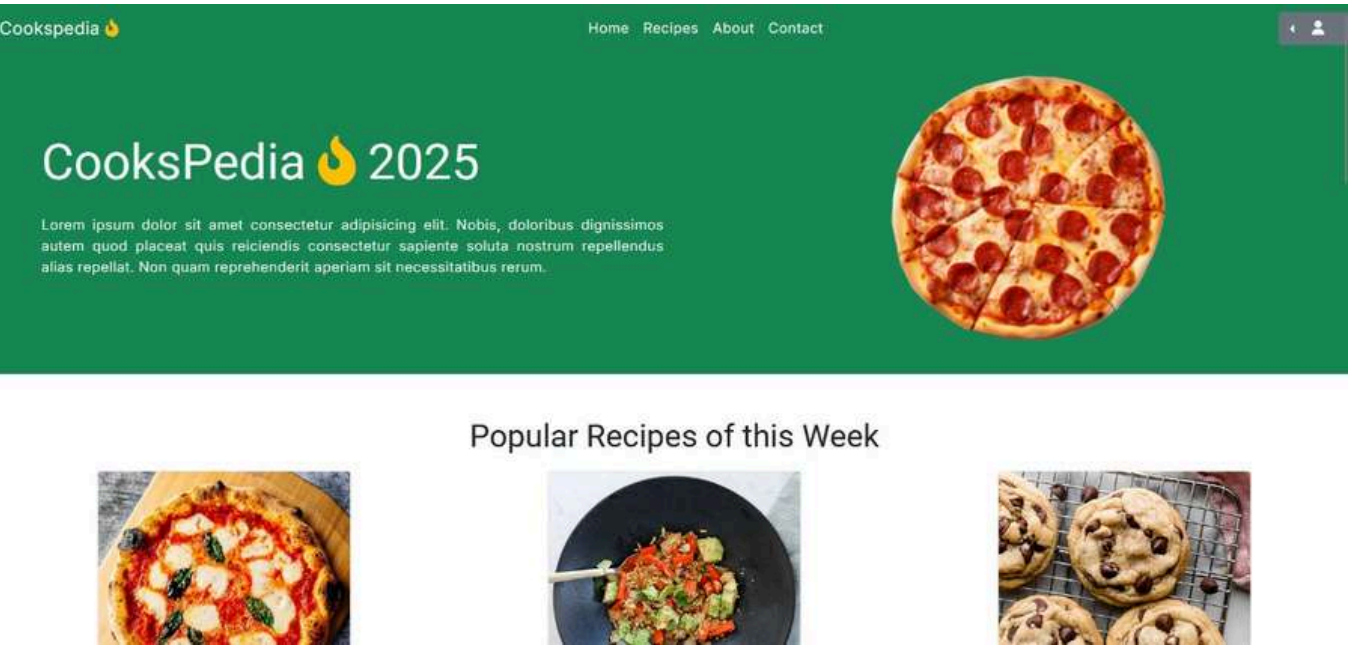 Cookspedia
Home Recipes About Contact
CooksPedia 2025
Lorem ipsum dolor sit amet consectetur adipisicing elit. Nobis, doloribus dignissimos
autem quod placeat quis reiciendis consectetur sapiente soluta nostrum repellendus
alias repellat. Non quam reprehenderit aperiam sit necessitatibus rerum.
Popular Recipes of this Week